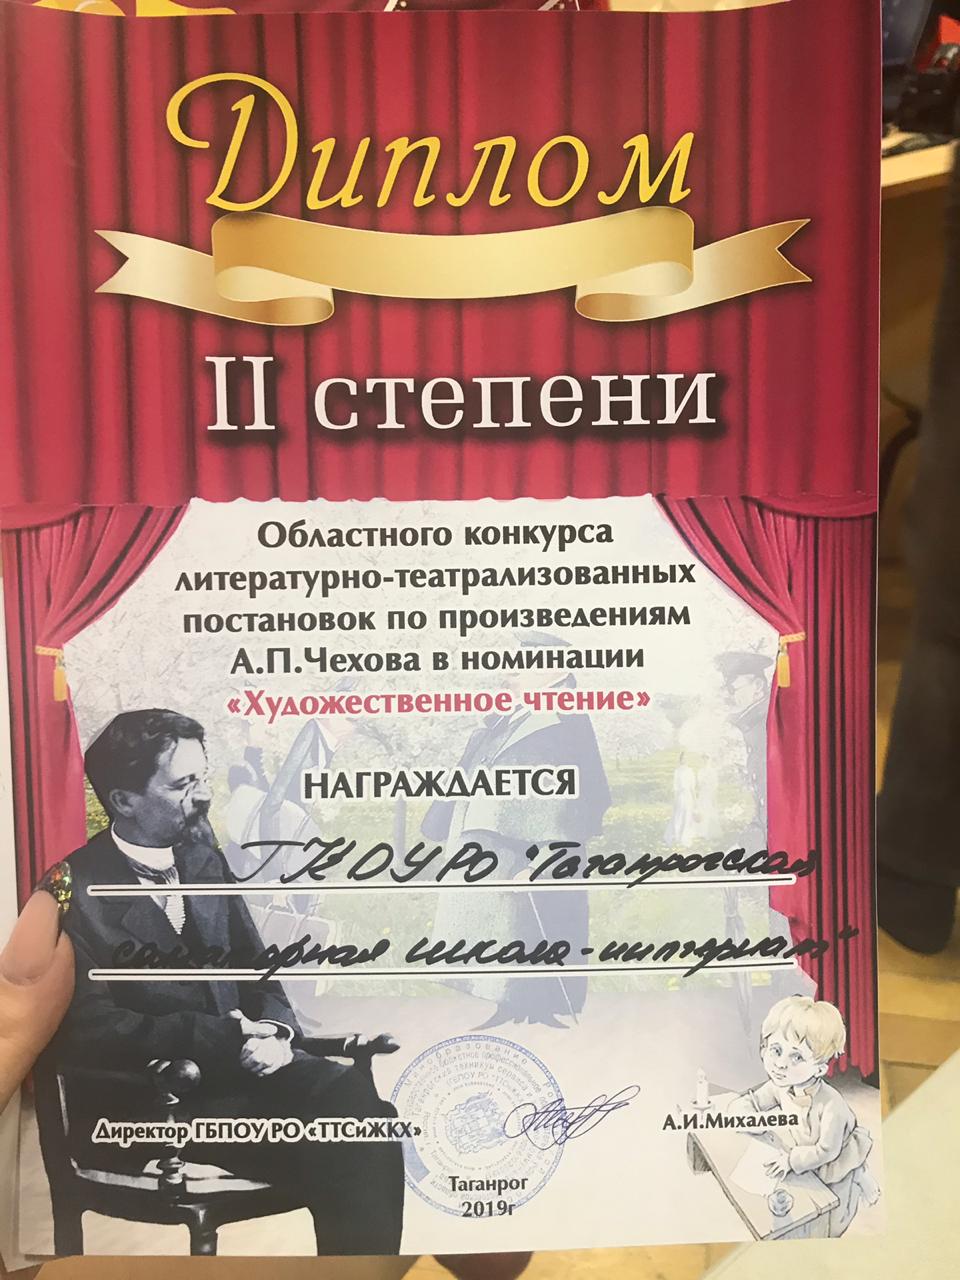 Диплом
II степени
Областного конкурса
литературно-театрализованных
постановок по произведениям
А.П.Чехова в номинации
«Художественное чтение»
НАГРАЖДАЕТСЯ
ГКОУ РО "Таганрогская
санаторная школа-интернат"
Директор ГБПОУ РО «ТТСиЖКХ»
А.И.Михалева
Таганрог
2019г